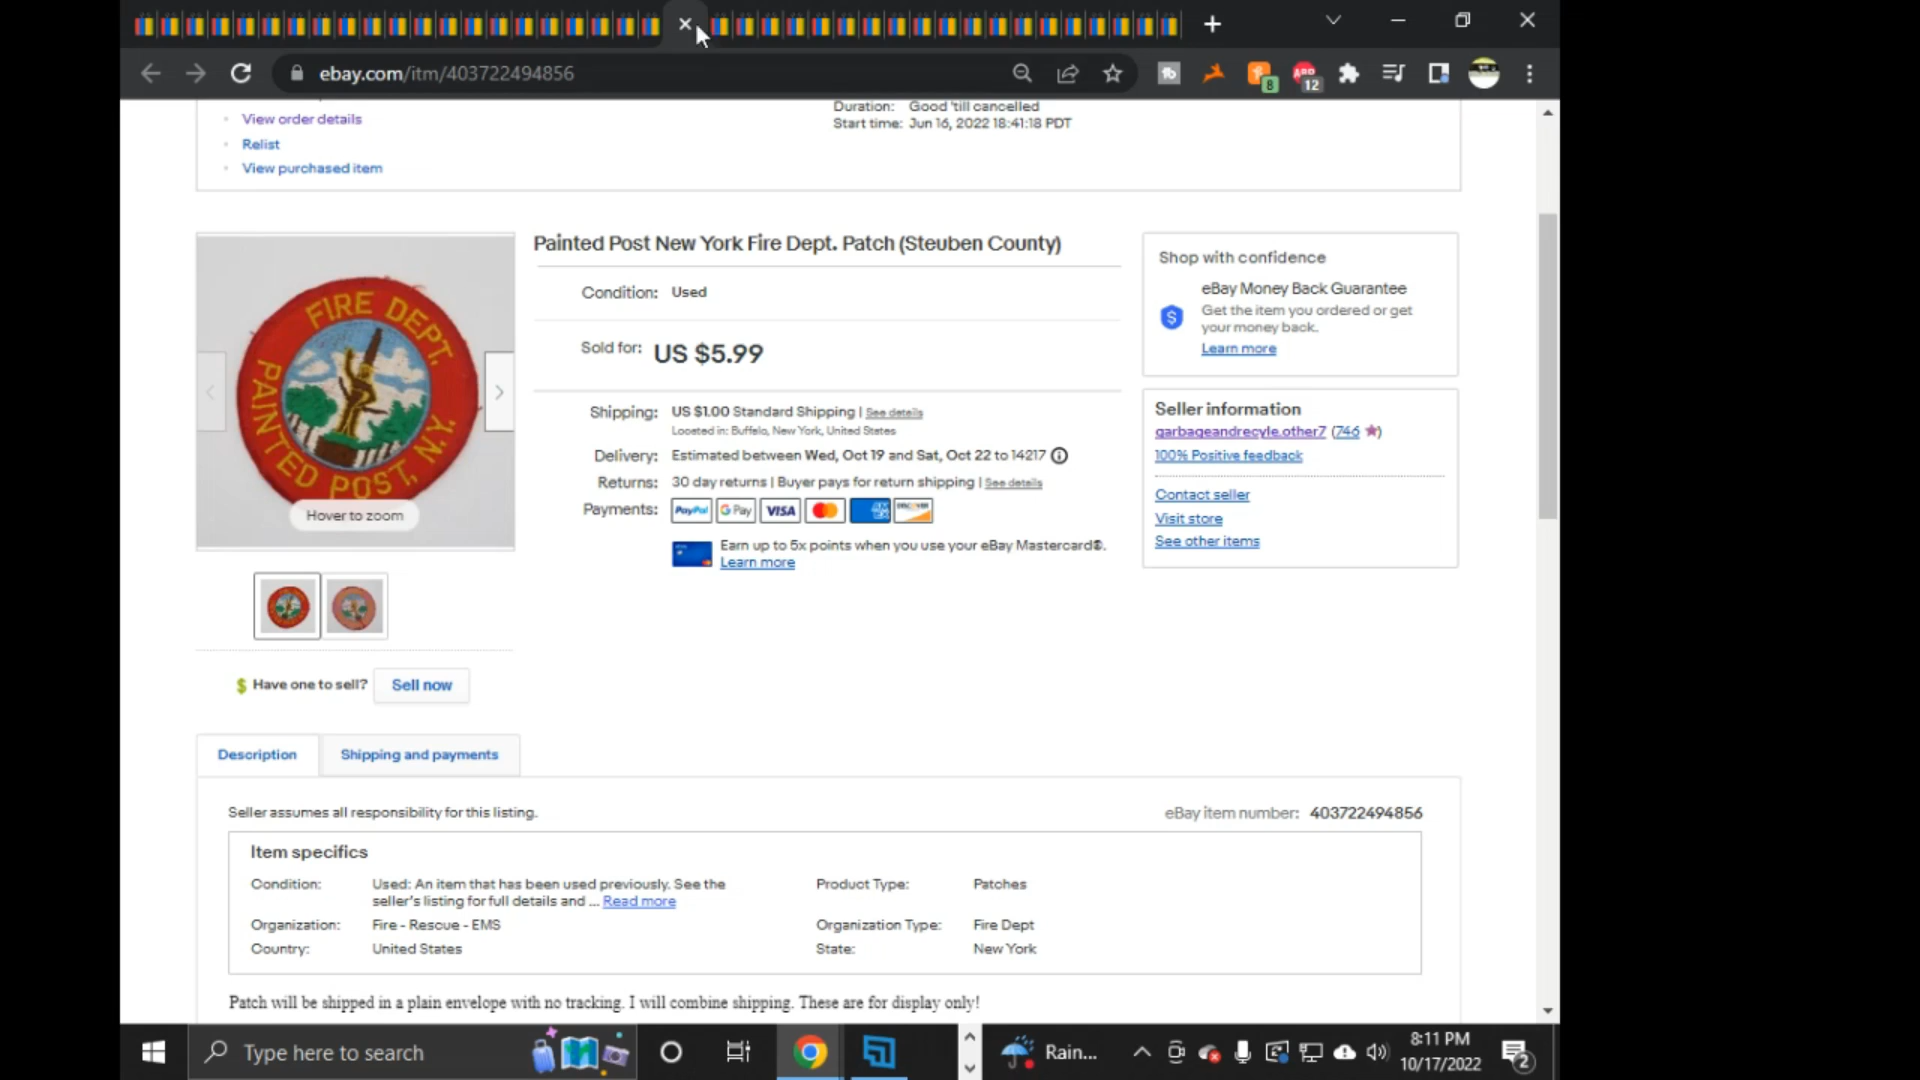 ebay.com/itm/403722494856
8
12
View order details
Relist
View purchased item
Duration: Good 'till cancelled
Start time: Jun 16, 2022 18:41:18 PDT
FIRE DEPT.
PAINTED POST, N.Y.
Hover to zoom
Painted Post New York Fire Dept. Patch (Steuben County)
Condition: Used
Sold for: US $5.99
Shipping: US $1.00 Standard Shipping | See details
Located in: Buffalo, New York, United States
Delivery: Estimated between Wed, Oct 19 and Sat, Oct 22 to 14217
Returns: 30 day returns | Buyer pays for return shipping | See details
Payments: PayPal G Pay VISA DISCOVER
Earn up to 5x points when you use your eBay Mastercard®.
Learn more
Shop with confidence
eBay Money Back Guarantee
Get the item you ordered or get
your money back.
Learn more
Seller information
garbageandrecyle.other7 (746)
100% Positive feedback
Contact seller
Visit store
See other items
$ Have one to sell? Sell now
Description Shipping and payments
Seller assumes all responsibility for this listing.
eBay item number: 403722494856
Item specifics
Condition: Used: An item that has been used previously. See the
seller's listing for full details and ... Read more
Product Type: Patches
Organization: Fire - Rescue - EMS
Organization Type: Fire Dept
Country: United States
State: New York
Patch will be shipped in a plain envelope with no tracking. I will combine shipping. These are for display only!
Type here to search
Rain...
8:11 PM
10/17/2022
2